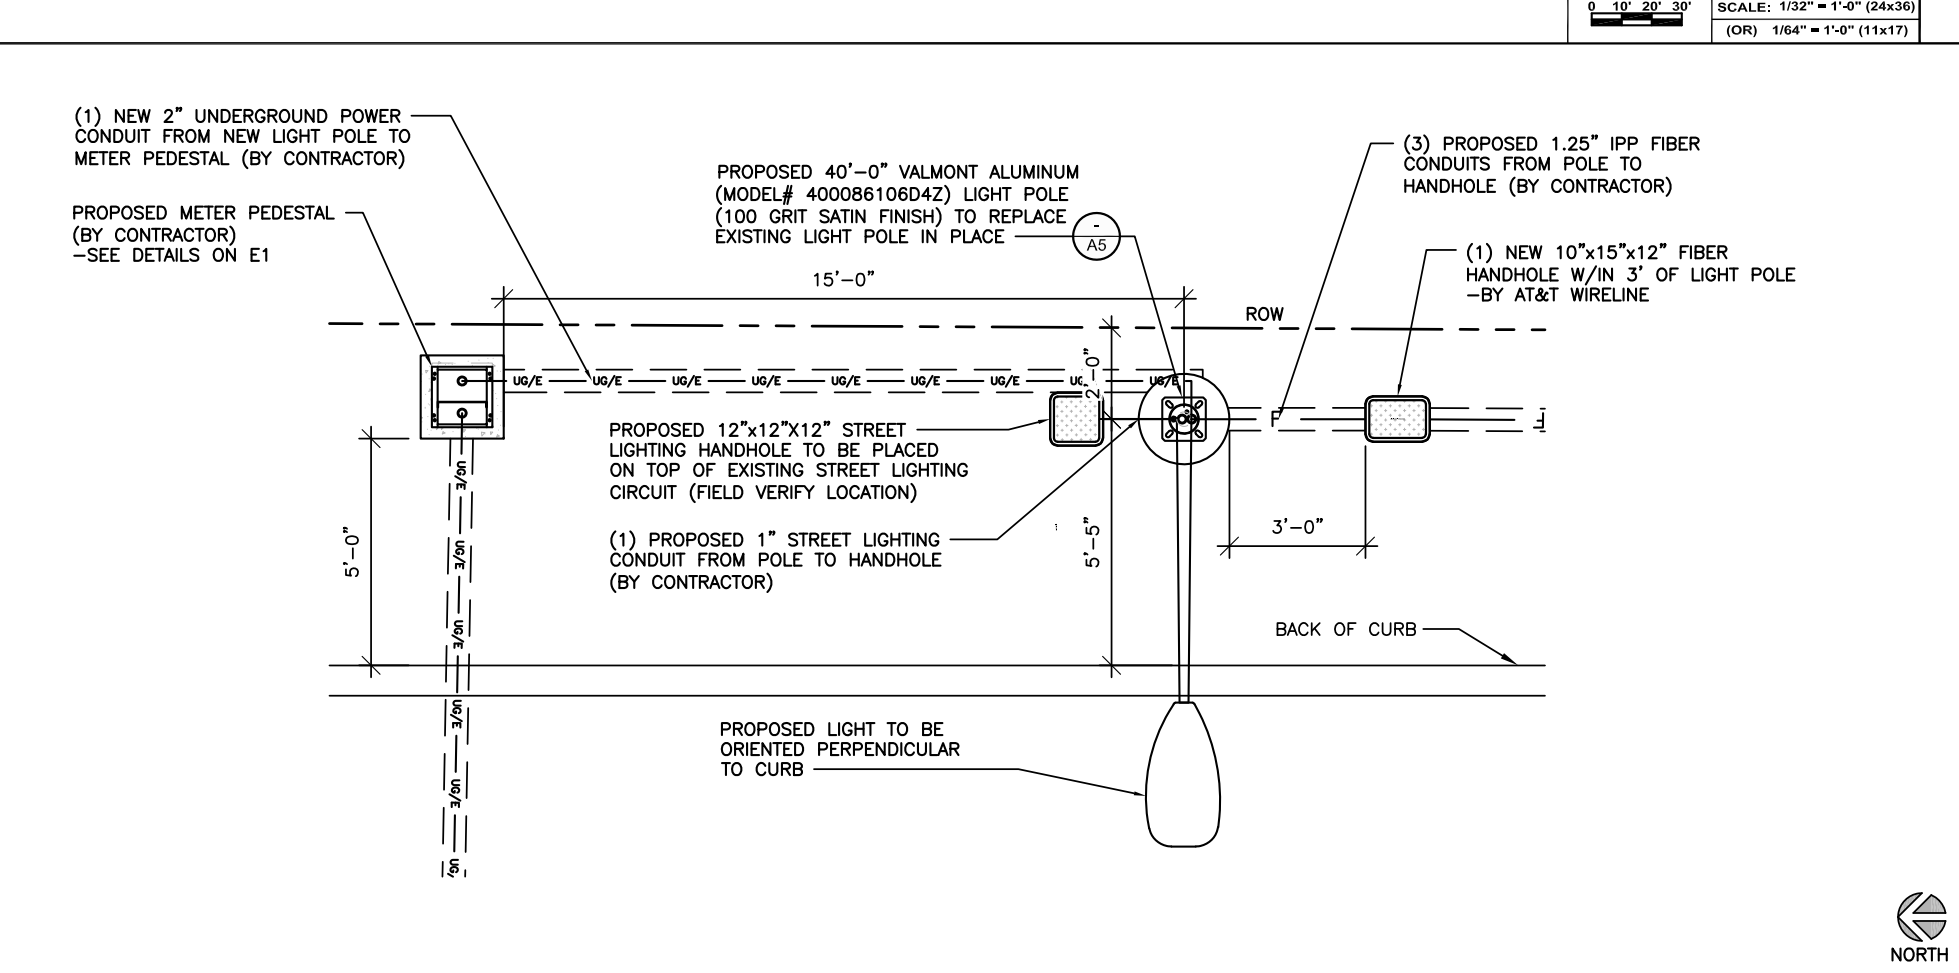 0 10' 20' 30'
SCALE: 1/32" = 1'-0" (24x36)
(OR) 1/64" = 1'-0" (11x17)
(1) NEW 2" UNDERGROUND POWER
CONDUIT FROM NEW LIGHT POLE TO
METER PEDESTAL (BY CONTRACTOR)
PROPOSED METER PEDESTAL
(BY CONTRACTOR)
-SEE DETAILS ON E1
PROPOSED 40'-0" VALMONT ALUMINUM
(MODEL# 400086106D4Z) LIGHT POLE
(100 GRIT SATIN FINISH) TO REPLACE
EXISTING LIGHT POLE IN PLACE
-
A5
(3) PROPOSED 1.25" IPP FIBER
CONDUITS FROM POLE TO
HANDHOLE (BY CONTRACTOR)
(1) NEW 10"x15"x12" FIBER
HANDHOLE W/IN 3' OF LIGHT POLE
-BY AT&T WIRELINE
15'-0"
ROW
UG/E UG/E UG/E UG/E UG/E UG/E UG/E UG UG/E
2'-0"
F
F
PROPOSED 12"x12"X12" STREET
LIGHTING HANDHOLE TO BE PLACED
ON TOP OF EXISTING STREET LIGHTING
CIRCUIT (FIELD VERIFY LOCATION)
(1) PROPOSED 1" STREET LIGHTING
CONDUIT FROM POLE TO HANDHOLE
(BY CONTRACTOR)
5'-0"
5'-5"
3'-0"
UG/E
UG/E
UG/E
UG/E
UG/E
UG/
BACK OF CURB
PROPOSED LIGHT TO BE
ORIENTED PERPENDICULAR
TO CURB
NORTH